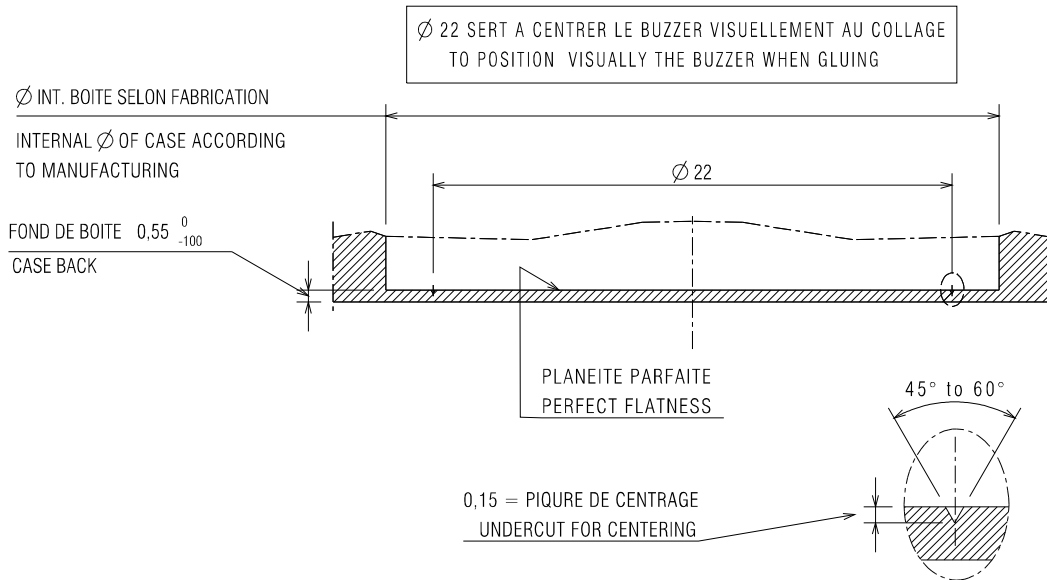 Ø 22 SERT A CENTRER LE BUZZER VISUELLEMENT AU COLLAGE
TO POSITION VISUALLY THE BUZZER WHEN GLUING
Ø INT. BOITE SELON FABRICATION
INTERNAL Ø OF CASE ACCORDING
TO MANUFACTURING
Ø 22
FOND DE BOITE 0,55 0 -100
CASE BACK
PLANEITE PARFAITE
PERFECT FLATNESS
45° to 60°
0,15 = PIQURE DE CENTRAGE
UNDERCUT FOR CENTERING